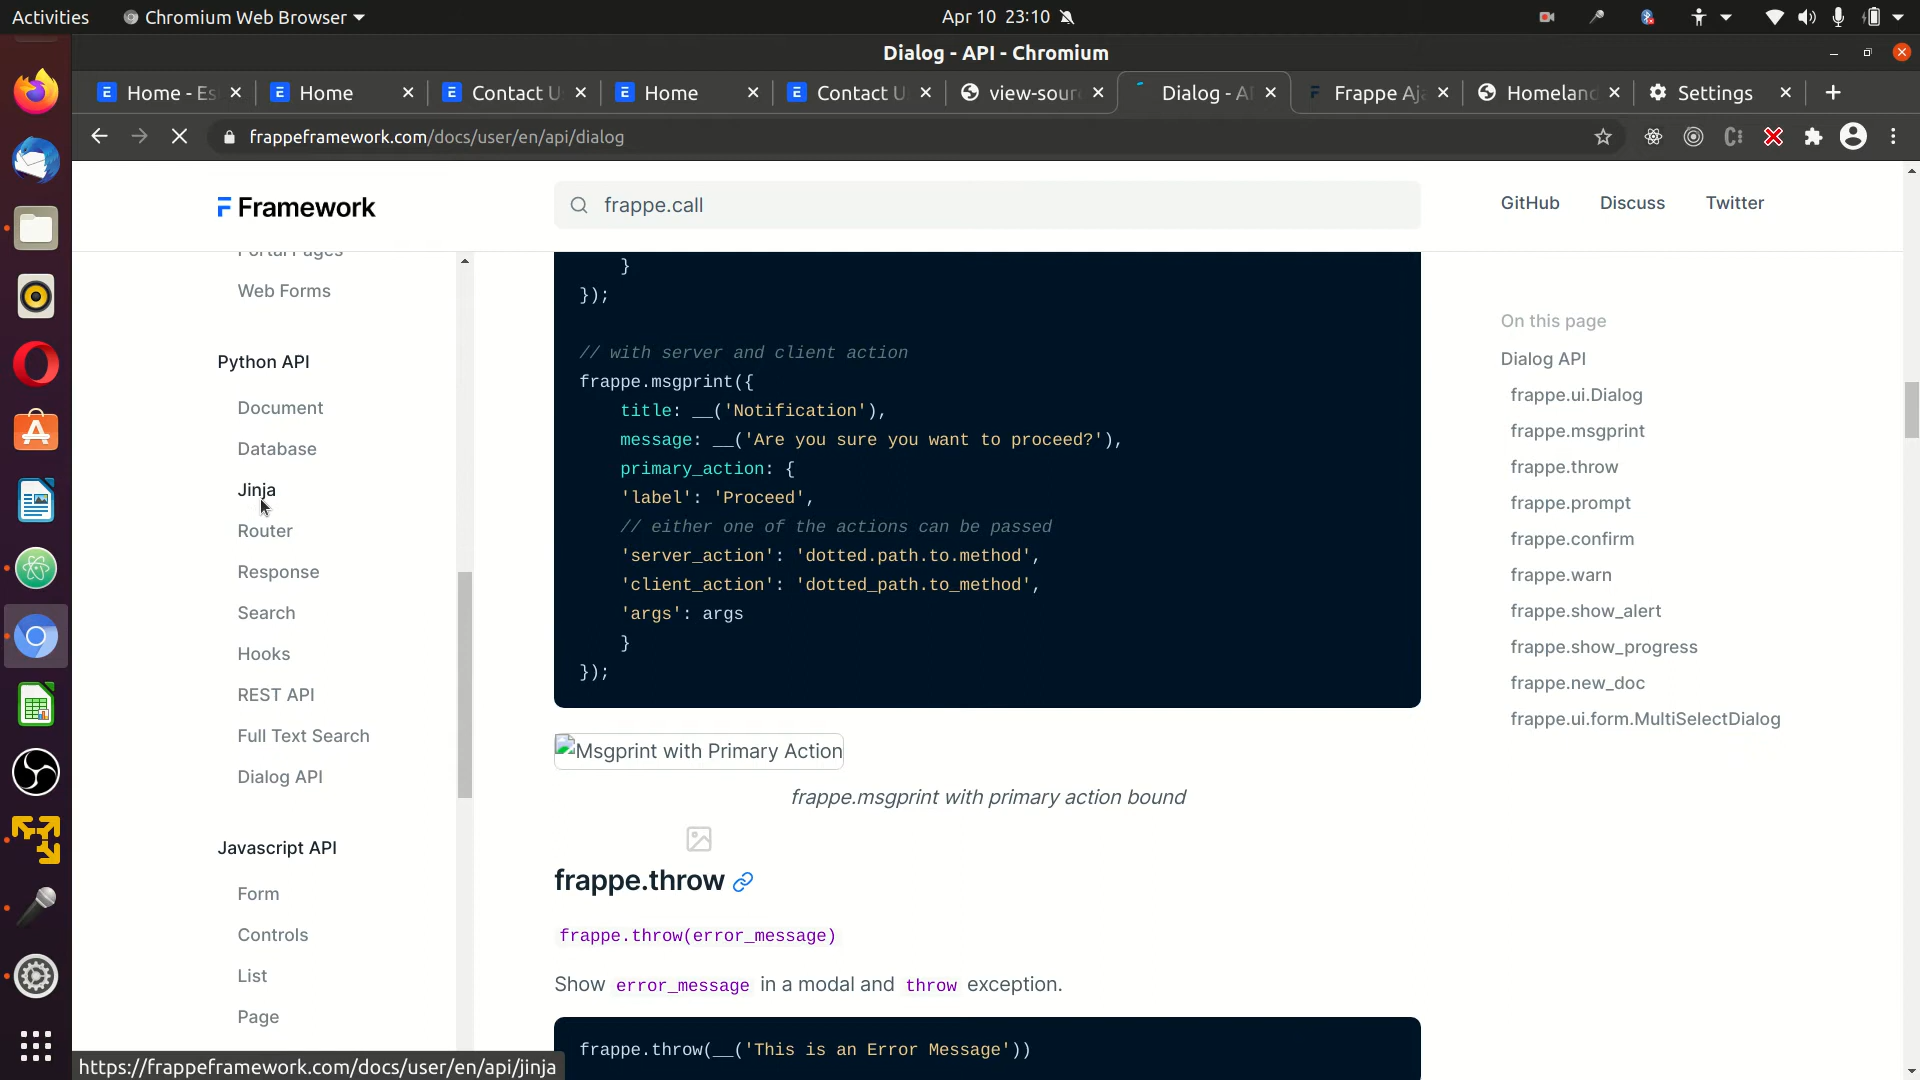 Activities
Chromium Web Browser
Apr 10 23:10
Dialog - API - Chromium
Home - Es
Home
Contact U
Home
Contact U
view-sour
Dialog - A
Frappe Aj
Homeland
Settings
frappeframework.com/docs/user/en/api/dialog
Framework
frappe.call
GitHub
Discuss
Twitter
Portal Pages
Web Forms
Python API
Document
Database
Jinja
Router
Response
Search
Hooks
REST API
Full Text Search
Dialog API
Javascript API
Form
Controls
List
Page
}
});
// with server and client action
frappe.msgprint({
title: __('Notification'),
message: __('Are you sure you want to proceed?'),
primary_action: {
'label': 'Proceed',
// either one of the actions can be passed
'server_action': 'dotted.path.to.method',
'client_action': 'dotted_path.to_method',
'args': args
}
});
Msgprint with Primary Action
frappe.msgprint with primary action bound
frappe.throw
frappe.throw(error_message)
Show error_message in a modal and throw exception.
frappe.throw(__('This is an Error Message'))
On this page
Dialog API
frappe.ui.Dialog
frappe.msgprint
frappe.throw
frappe.prompt
frappe.confirm
frappe.warn
frappe.show_alert
frappe.show_progress
frappe.new_doc
frappe.ui.form.MultiSelectDialog
https://frappeframework.com/docs/user/en/api/jinja